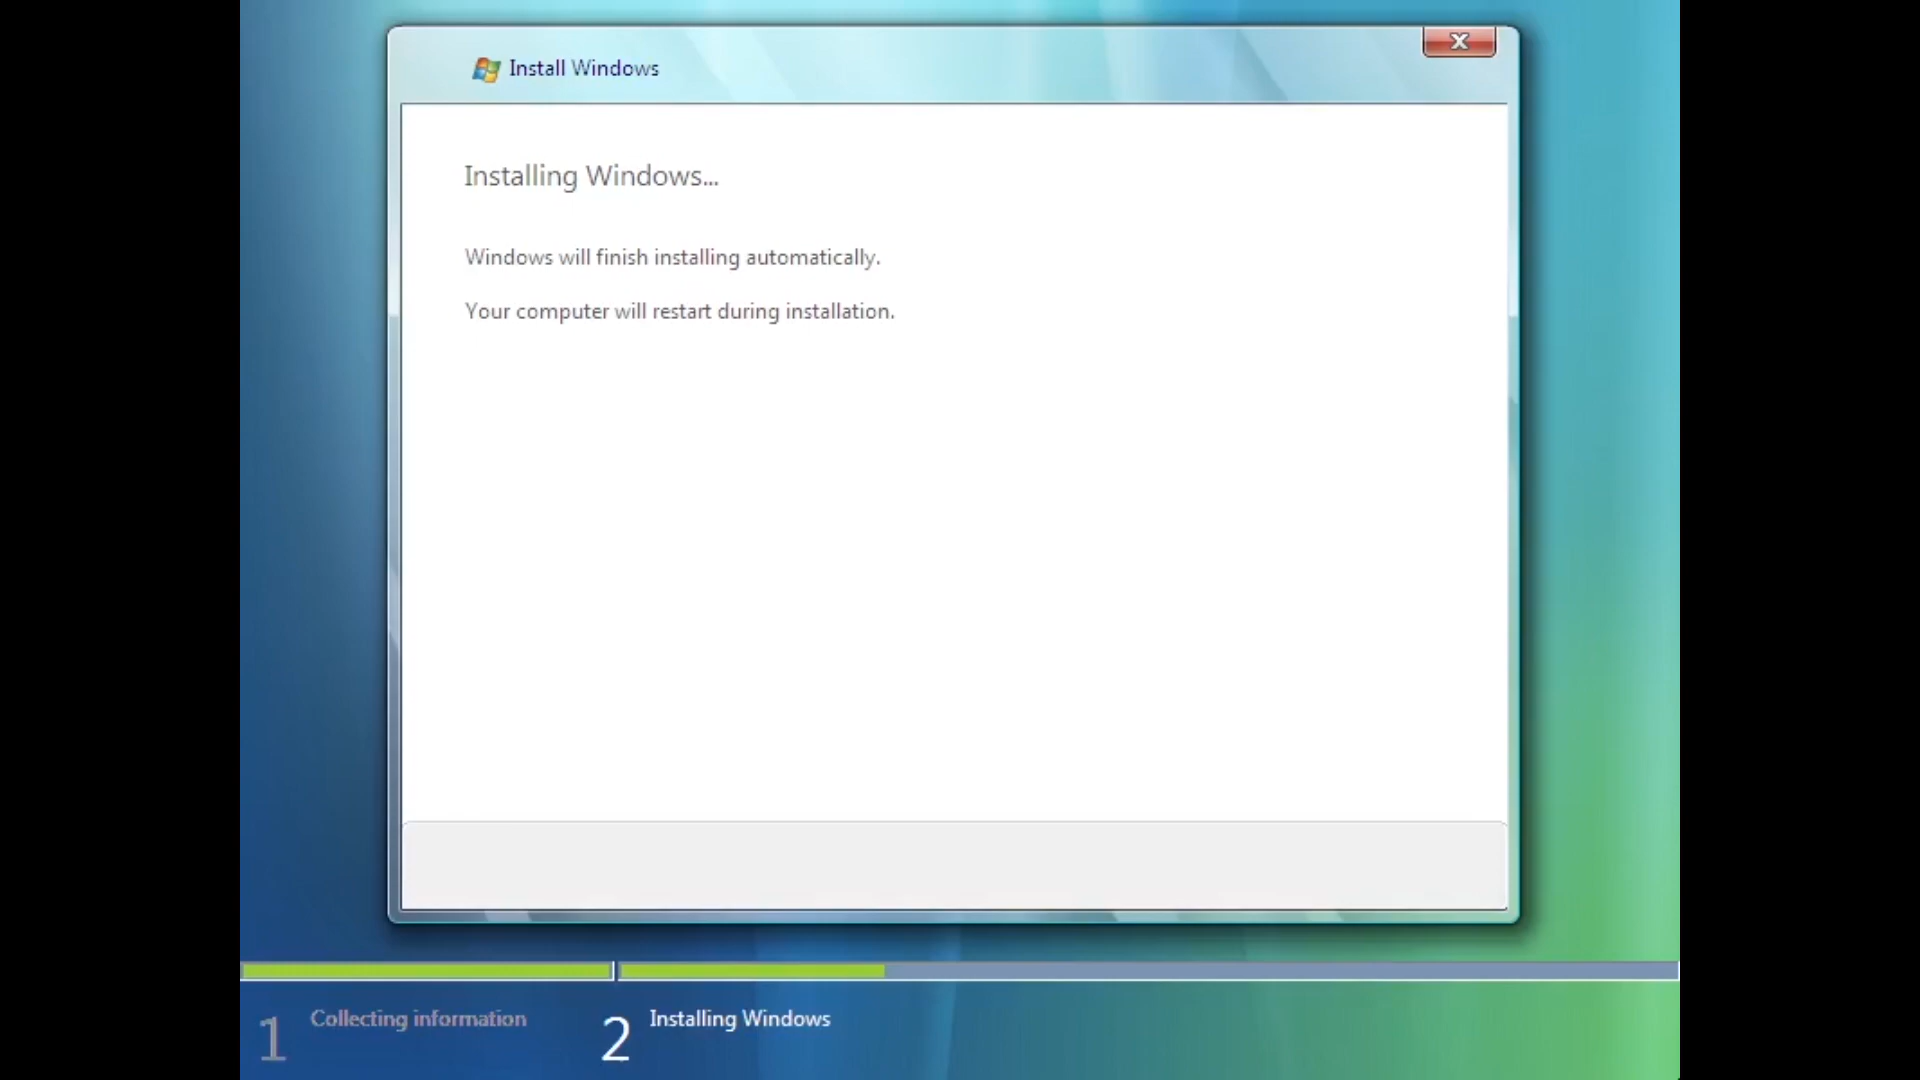 Install Windows
Installing Windows...
Windows will finish installing automatically.
Your computer will restart during installation.
1 Collecting information
2 Installing Windows